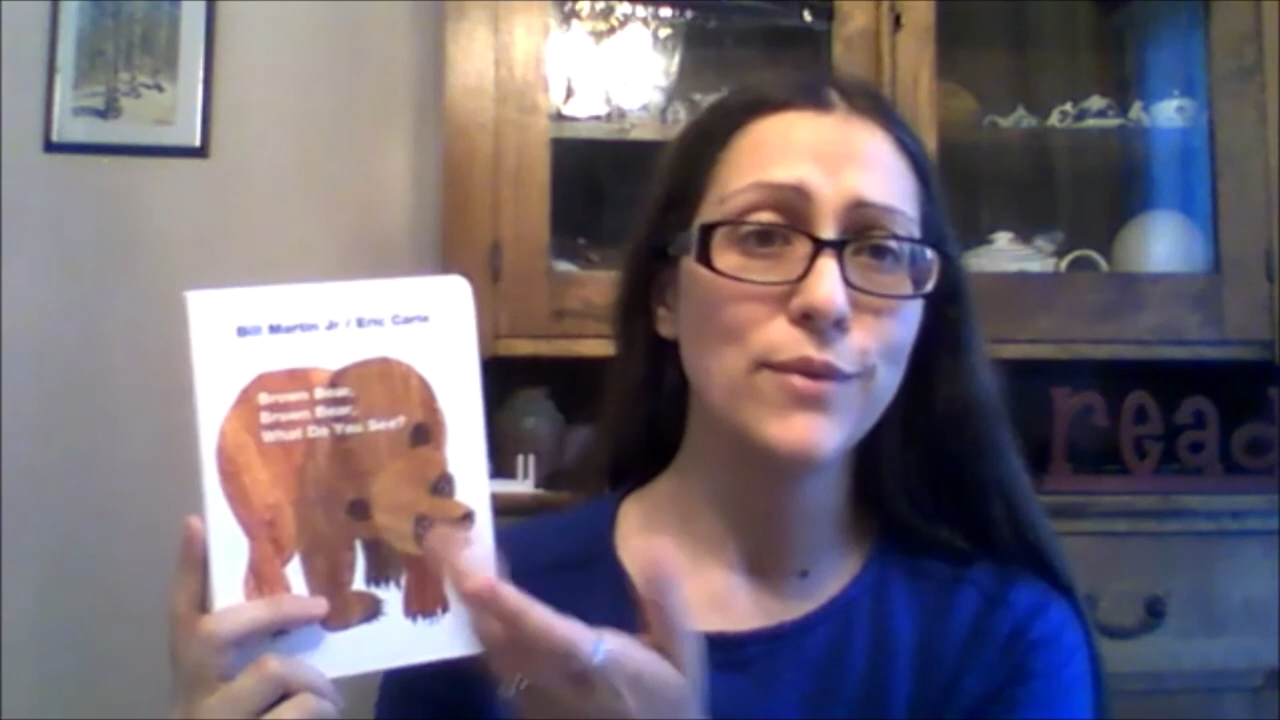 Bill Martin Jr / Eric Carle
Brown Bear,
Brown Bear,
What Do You See?
read